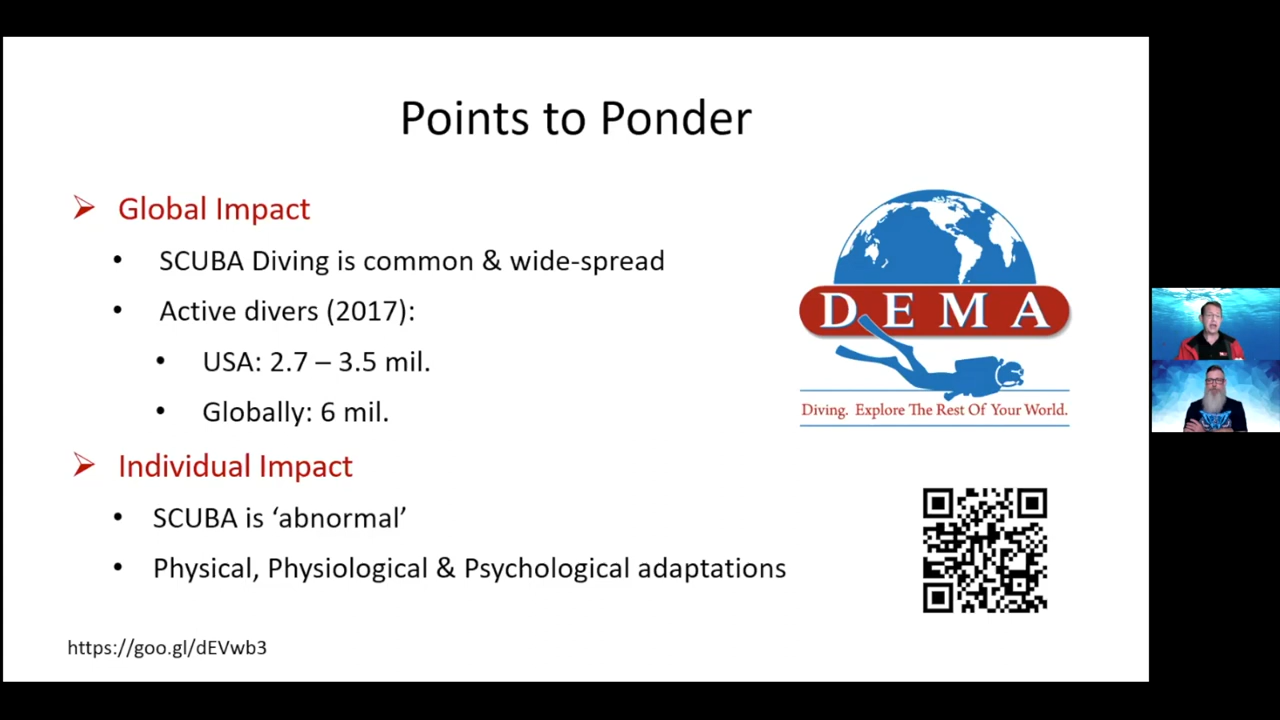 Points to Ponder
Global Impact
SCUBA Diving is common & wide-spread
Active divers (2017):
USA: 2.7 – 3.5 mil.
Globally: 6 mil.
Individual Impact
SCUBA is ‘abnormal’
Physical, Physiological & Psychological adaptations
https://goo.gl/dEVwb3
DEMA
Diving. Explore The Rest Of Your World.